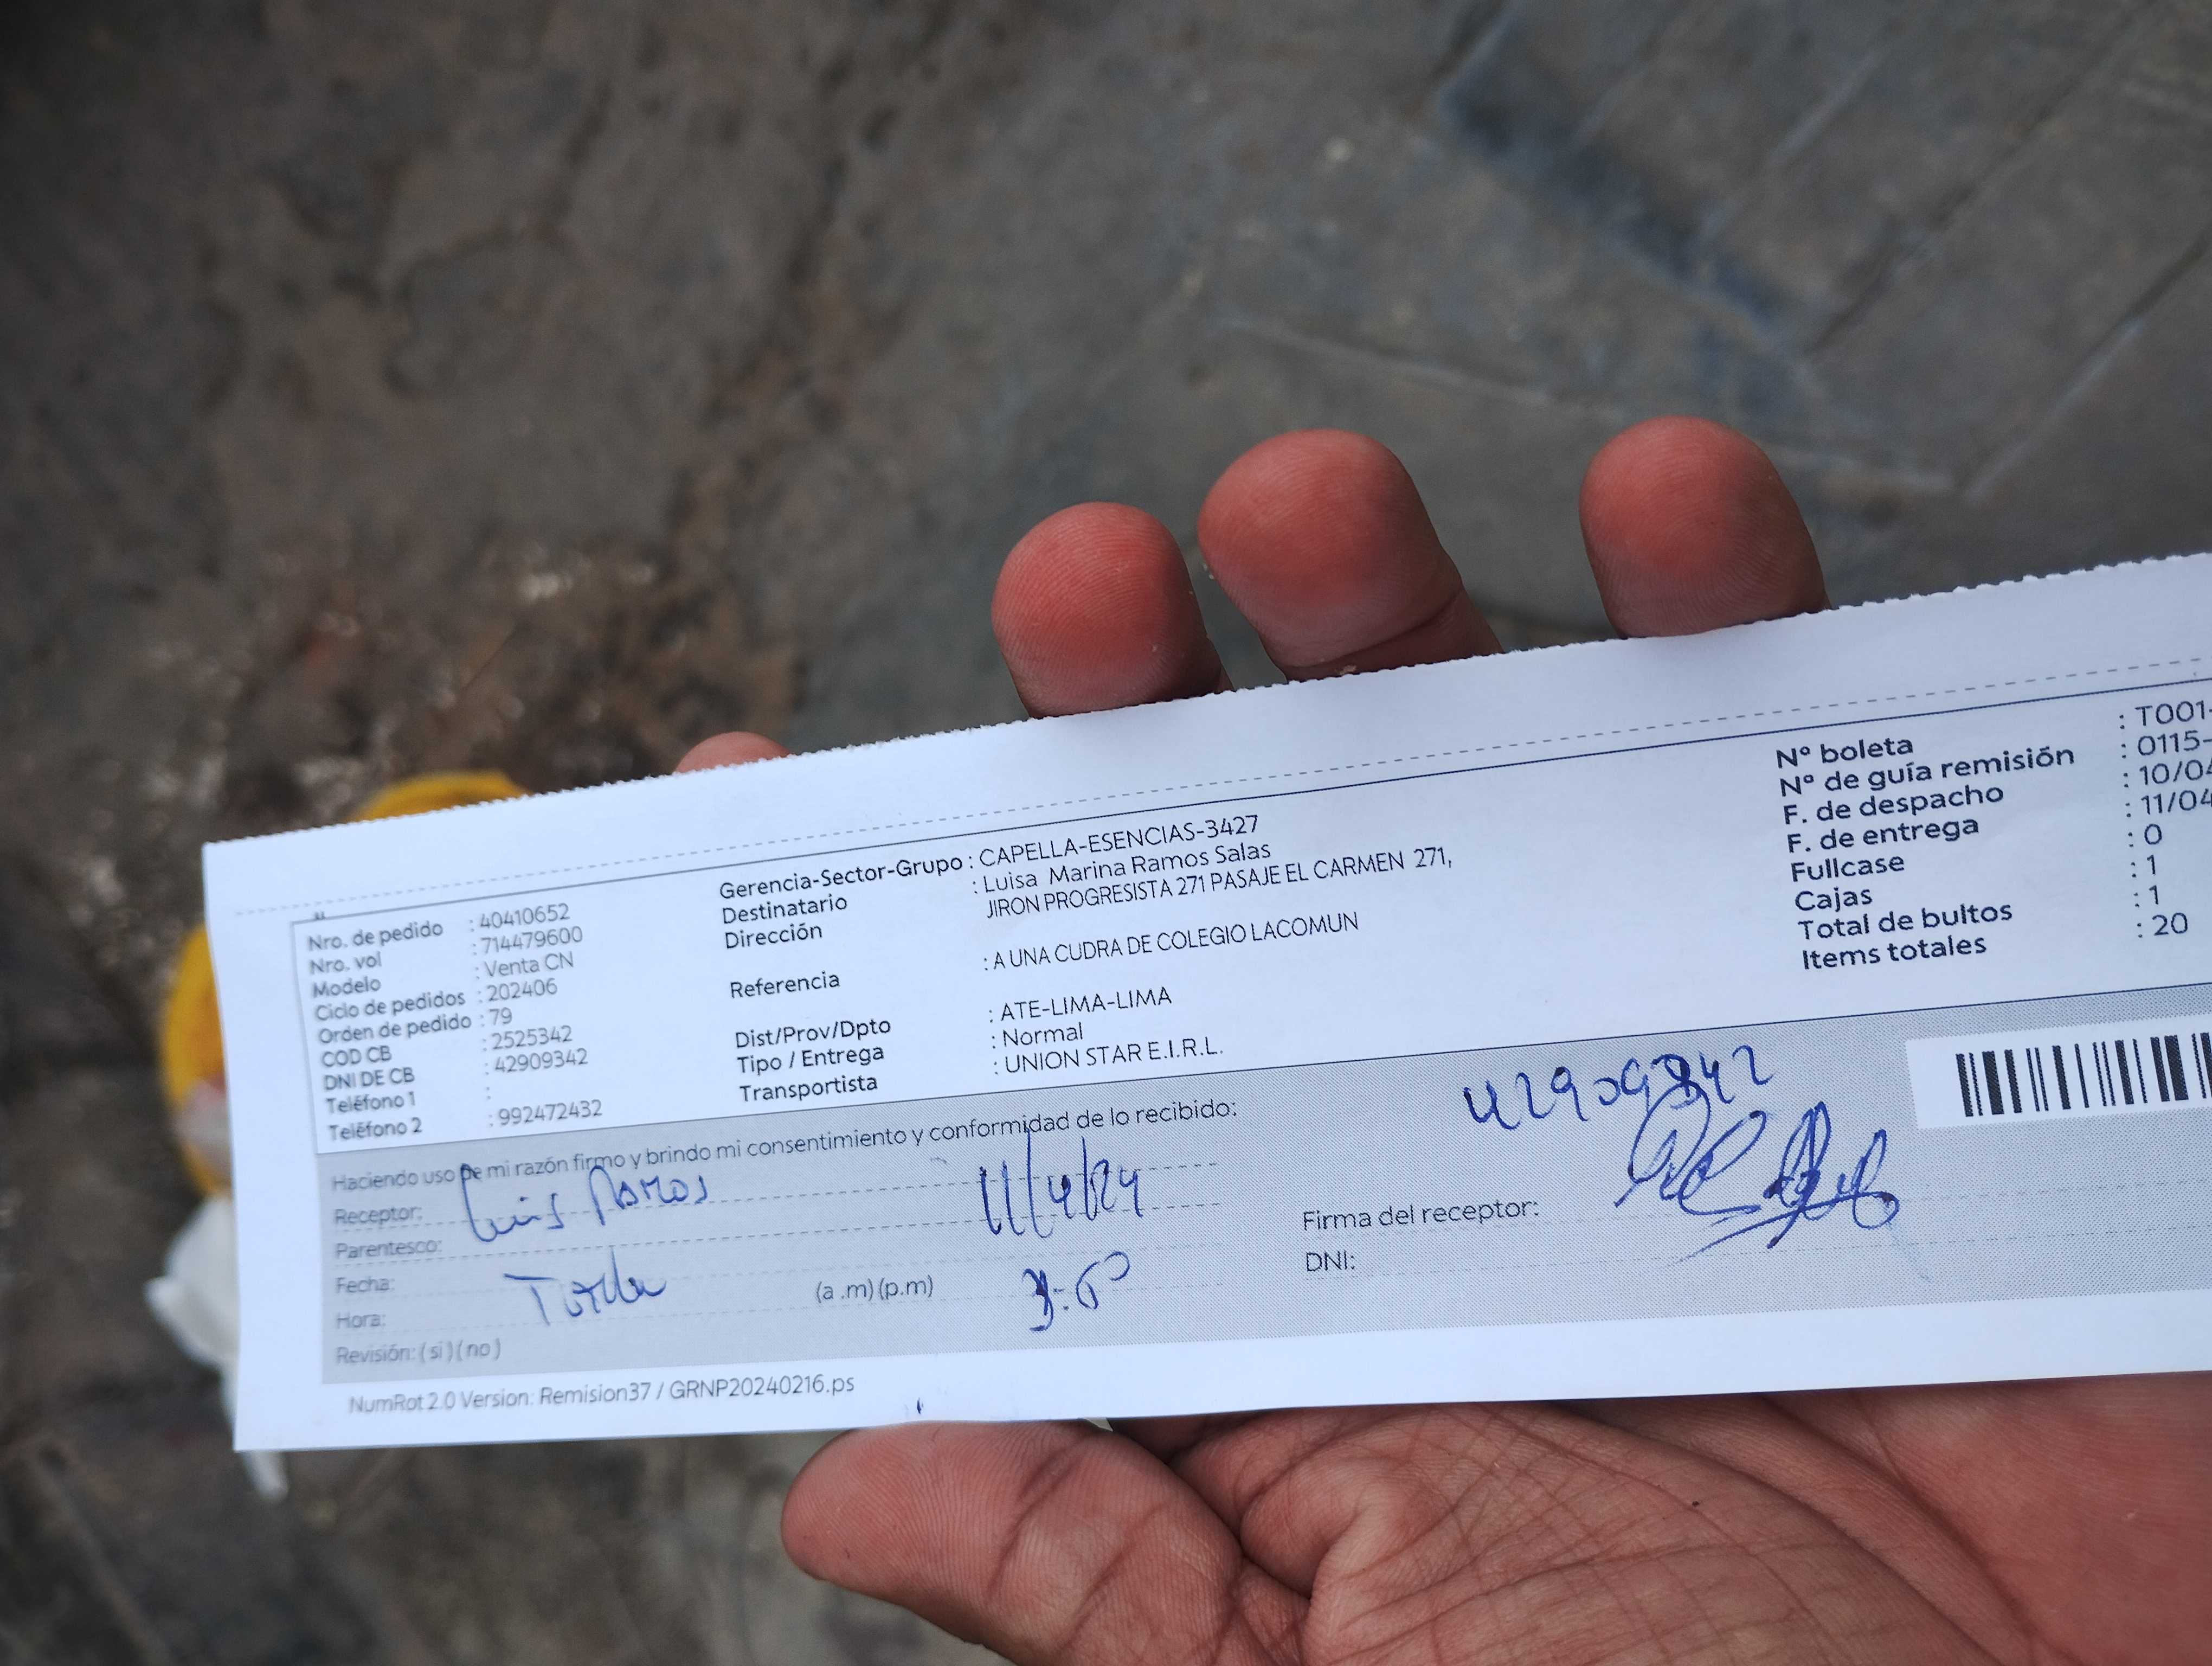 Nro. de pedido : 40410652
Nro. vol : 714479600
Modelo : Venta CN
Ciclo de pedidos : 202406
Orden de pedido : 79
COD CB : 2525342
DNI DE CB : 42909342
Teléfono 1 :
Teléfono 2 : 992472432
Gerencia-Sector-Grupo : CAPELLA-ESENCIAS-3427
Destinatario : Luisa Marina Ramos Salas
Dirección JIRON PROGRESISTA 271 PASAJE EL CARMEN 271,
Referencia : A UNA CUDRA DE COLEGIO LACOMUN
Dist/Prov/Dpto : ATE-LIMA-LIMA
Tipo / Entrega : Normal
Transportista : UNION STAR E.I.R.L.
Nº boleta : T001-
Nº de guía remisión : 0115-
F. de despacho : 10/04
F. de entrega : 11/04
Fullcase : 0
Cajas : 1
Total de bultos : 1
Items totales : 20
Haciendo uso de mi razón firmo y brindo mi consentimiento y conformidad de lo recibido:
Receptor: Luis Ramos 11/4/24
Parentesco:
Fecha:
Hora: (a .m) (p.m)
Revisión: ( si ) ( no )
42909342
Firma del receptor:
DNI:
NumRot 2.0 Version: Remision37 / GRNP20240216.ps